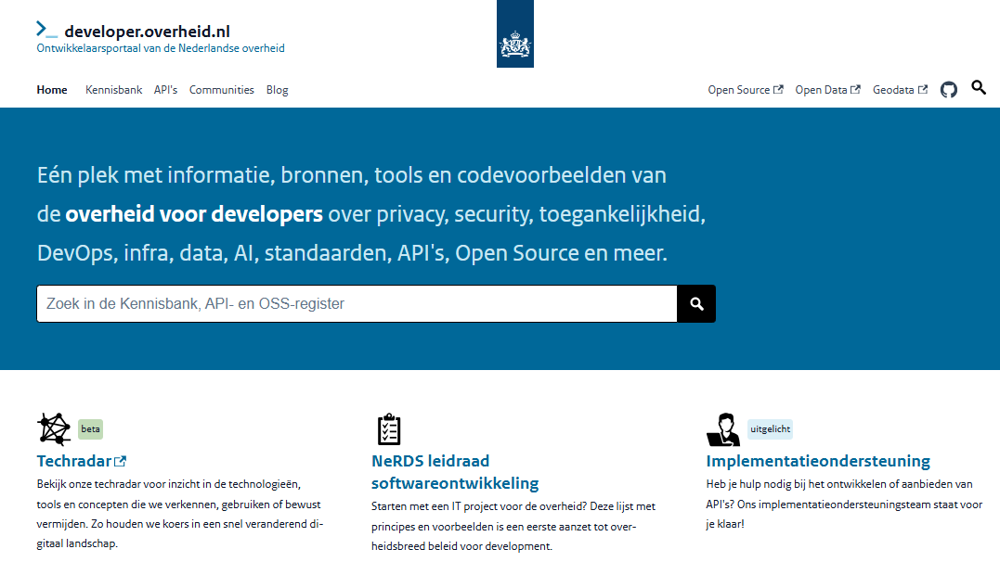 developer.overheid.nl
Ontwikkelaarsportaal van de Nederlandse overheid
Home Kennisbank API's Communities Blog Open Source Open Data Geodata
Eén plek met informatie, bronnen, tools en codevoorbeelden van
de overheid voor developers over privacy, security, toegankelijkheid,
DevOps, infra, data, AI, standaarden, API's, Open Source en meer.
Zoek in de Kennisbank, API- en OSS-register
beta
Techradar
Bekijk onze techradar voor inzicht in de technologieën,
tools en concepten die we verkennen, gebruiken of bewust
vermijden. Zo houden we koers in een snel veranderend di-
gitaal landschap.
NeRDS leidraad
softwareontwikkeling
Starten met een IT project voor de overheid? Deze lijst met
principes en voorbeelden is een eerste aanzet tot over-
heidsbreed beleid voor development.
uitgelicht
Implementatieondersteuning
Heb je hulp nodig bij het ontwikkelen of aanbieden van
API's? Ons implementatieondersteuningsteam staat voor
je klaar!